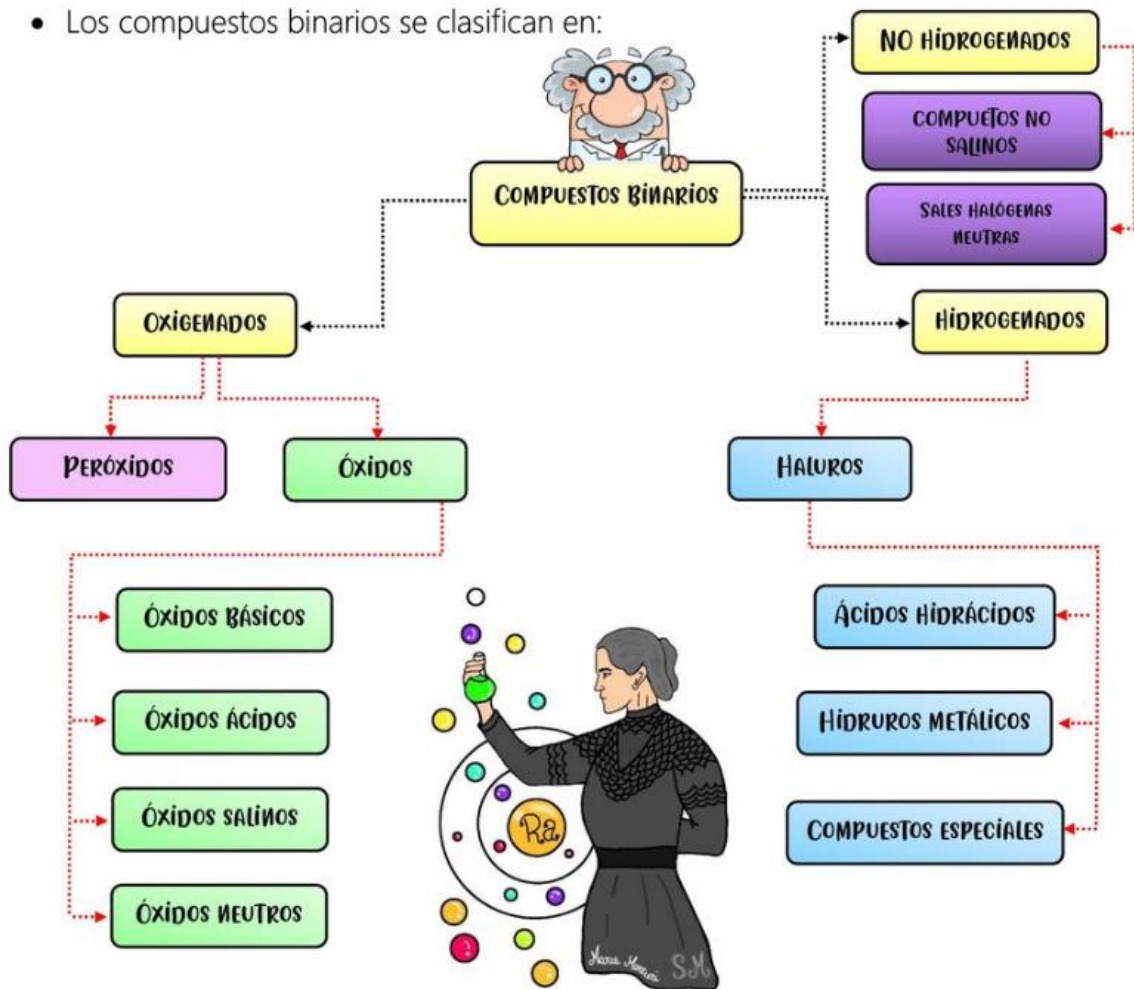 • Los compuestos binarios se clasifican en:
NO HIDROGENADOS
COMPUETOS NO
SALINOS
COMPUESTOS BINARIOS
SALES HALÓGENAS
NEUTRAS
OXIGENADOS
HIDROGENADOS
PERÓXIDOS
ÓXIDOS
HALUROS
ÓXIDOS BÁSICOS
ÁCIDOS HIDRÁCIDOS
ÓXIDOS ÁCIDOS
HIDRUROS METÁLICOS
ÓXIDOS SALINOS
Ra
COMPUESTOS ESPECIALES
ÓXIDOS NEUTROS
SM